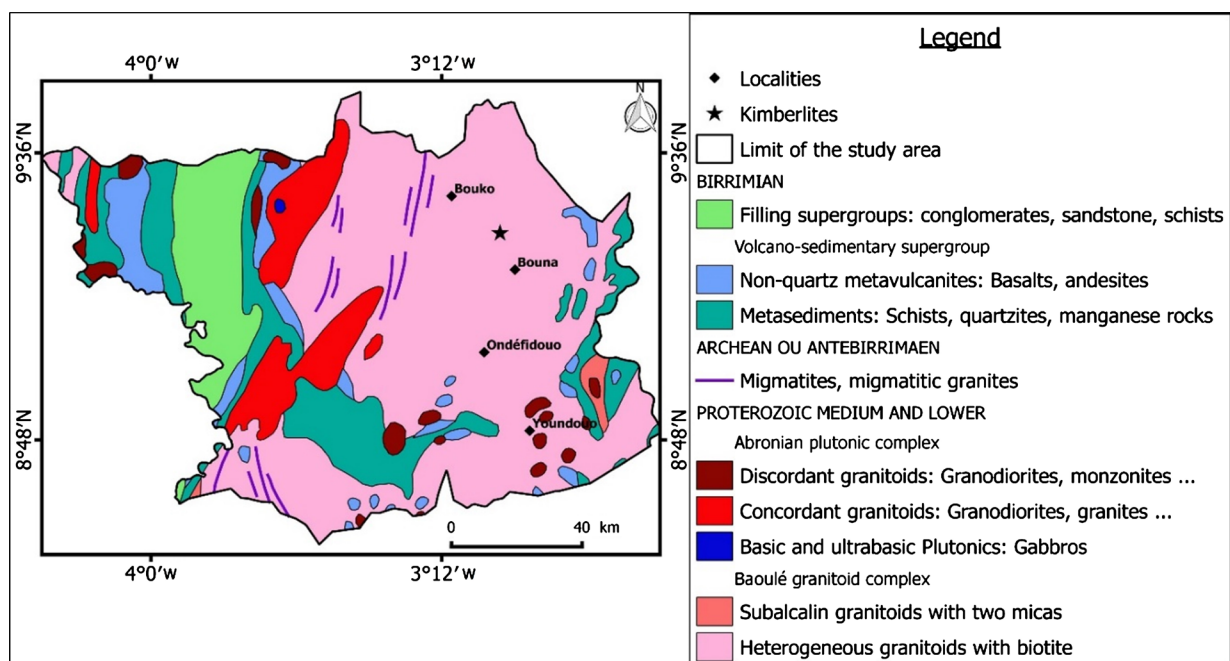 4°0'W 3°12'W
N
9°36'N 9°36'N
Bouko
Bouna
Ondéfidouo
Youndouo
8°48'N 8°48'N
0 40 km
4°0'W 3°12'W
Legend
Localities
Kimberlites
Limit of the study area
BIRRIMIAN
Filling supergroups: conglomerates, sandstone, schists
Volcano-sedimentary supergroup
Non-quartz metavulcanites: Basalts, andesites
Metasediments: Schists, quartzites, manganese rocks
ARCHEAN OU ANTEBIRRIMAEN
Migmatites, migmatitic granites
PROTEROZOIC MEDIUM AND LOWER
Abronian plutonic complex
Discordant granitoids: Granodiorites, monzonites ...
Concordant granitoids: Granodiorites, granites ...
Basic and ultrabasic Plutonics: Gabbros
Baoulé granitoid complex
Subalcalin granitoids with two micas
Heterogeneous granitoids with biotite